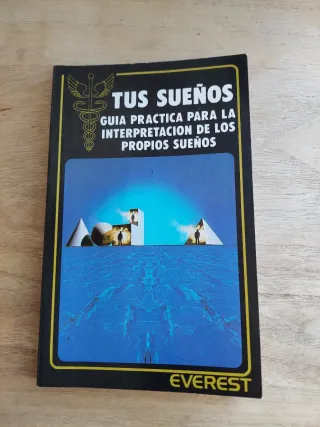 TUS SUEÑOS
GUIA PRACTICA PARA LA
INTERPRETACION DE LOS
PROPIOS SUEÑOS
EVEREST